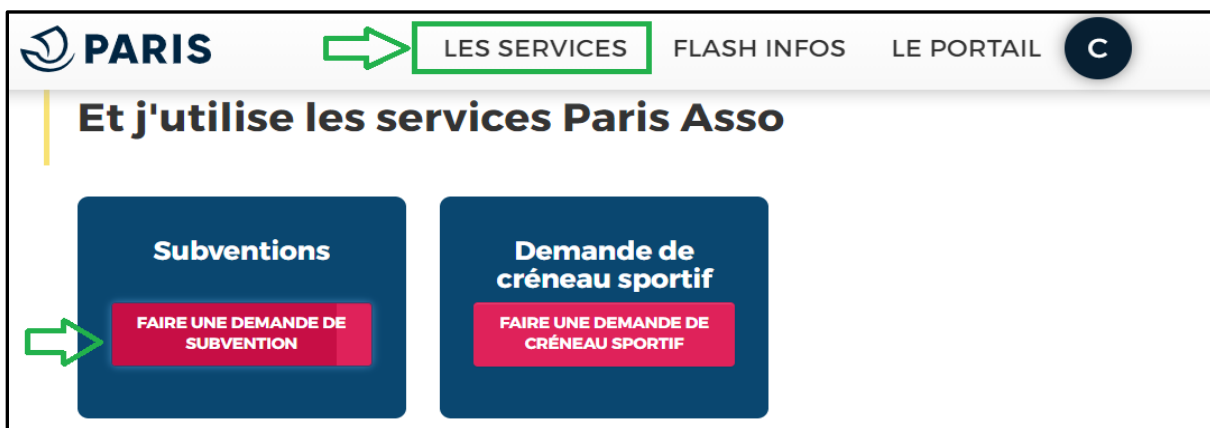 PARIS LES SERVICES FLASH INFOS LE PORTAIL C
Et j'utilise les services Paris Asso
Subventions
FAIRE UNE DEMANDE DE
SUBVENTION
Demande de
créneau sportif
FAIRE UNE DEMANDE DE
CRÉNEAU SPORTIF